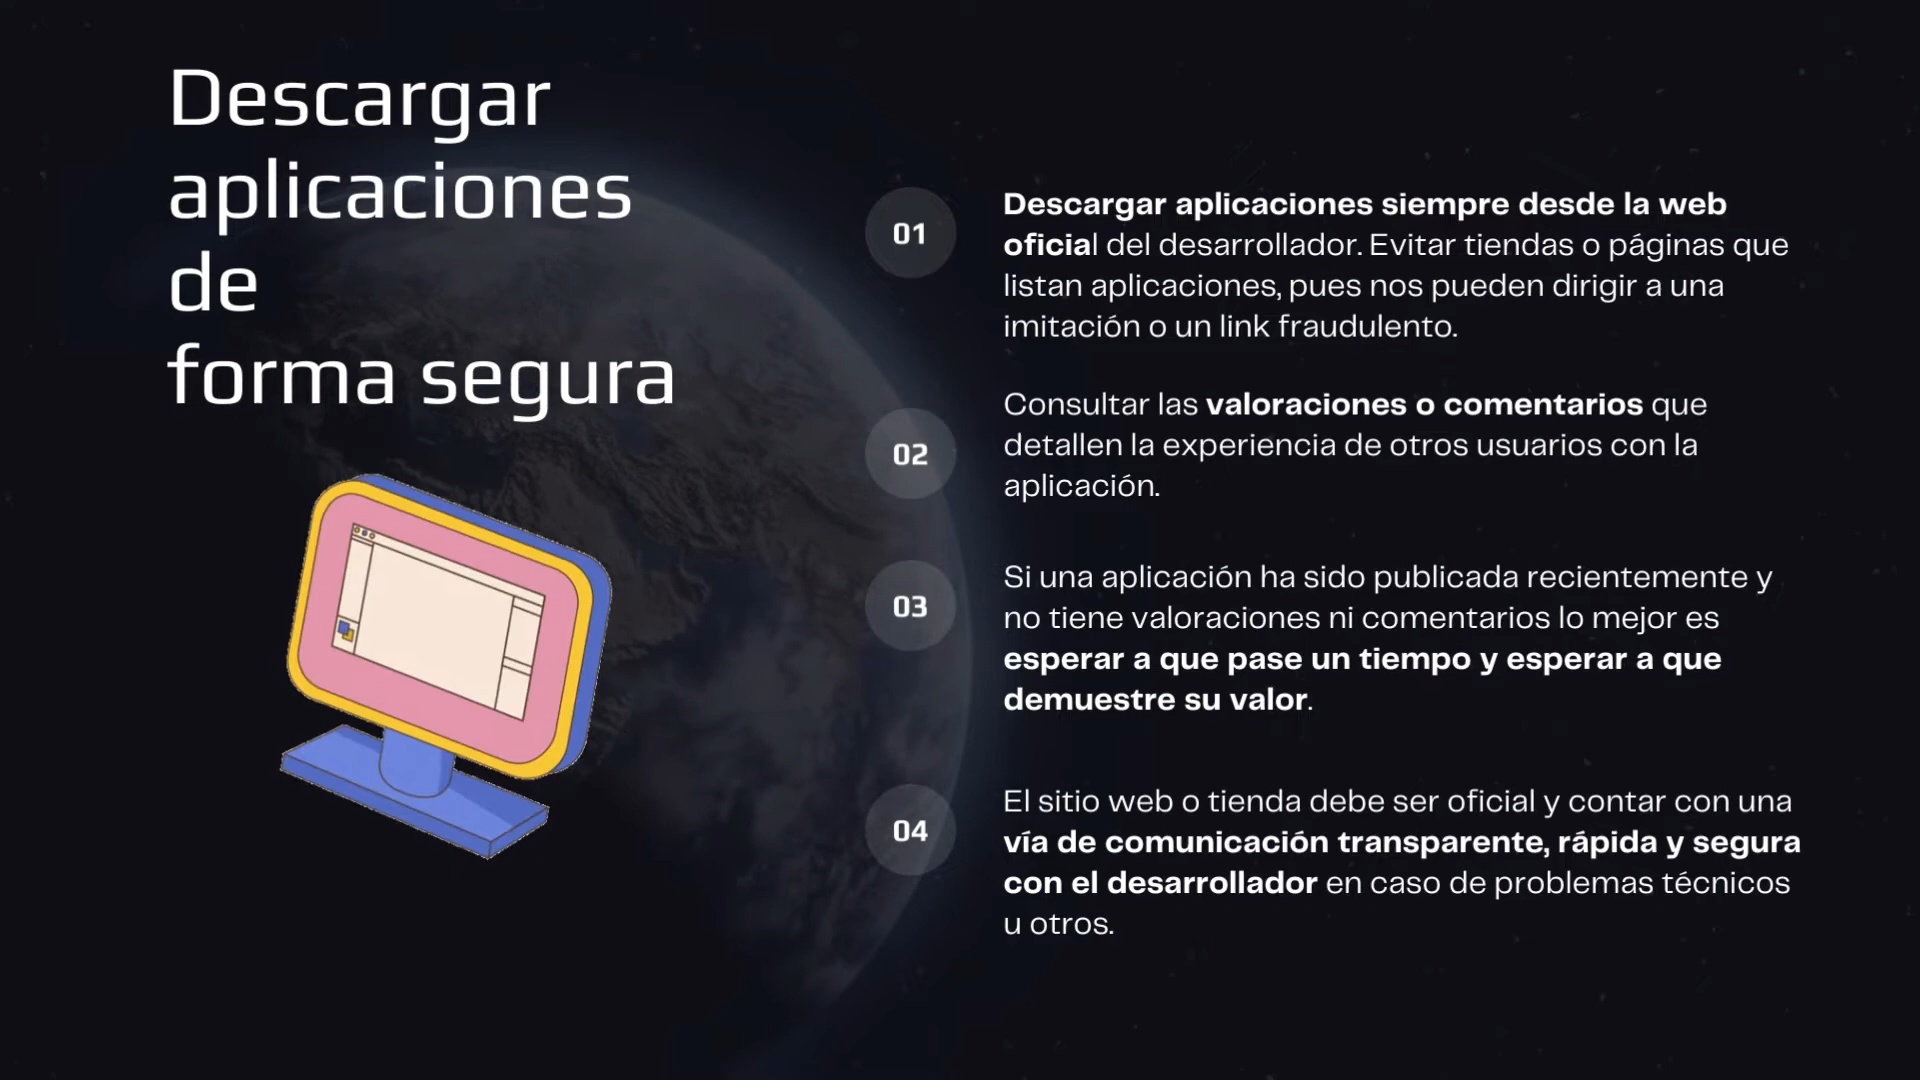 Descargar
aplicaciones
de
forma segura
01
Descargar aplicaciones siempre desde la web
oficial del desarrollador. Evitar tiendas o páginas que
listan aplicaciones, pues nos pueden dirigir a una
imitación o un link fraudulento.
02
Consultar las valoraciones o comentarios que
detallen la experiencia de otros usuarios con la
aplicación.
03
Si una aplicación ha sido publicada recientemente y
no tiene valoraciones ni comentarios lo mejor es
esperar a que pase un tiempo y esperar a que
demuestre su valor.
04
El sitio web o tienda debe ser oficial y contar con una
vía de comunicación transparente, rápida y segura
con el desarrollador en caso de problemas técnicos
u otros.